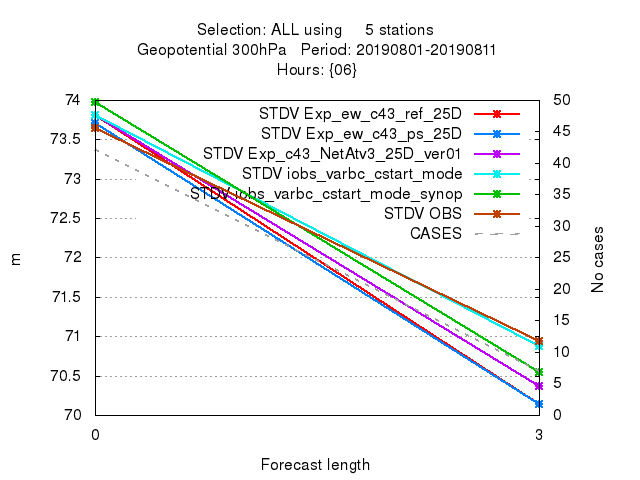 Selection: ALL using 5 stations
Geopotential 300hPa Period: 20190801-20190811
Hours: {06}
74
73.5
73
72.5
72
71.5
71
70.5
70
m
STDV Exp_ew_c43_ref_25D
STDV Exp_ew_c43_ps_25D
STDV Exp_c43_NetAtv3_25D_ver01
STDV iobs_varbc_cstart_mode
STDV iobs_varbc_cstart_mode_synop
STDV OBS
CASES
50
45
40
35
30
25
20
15
10
5
0
No cases
0
3
Forecast length